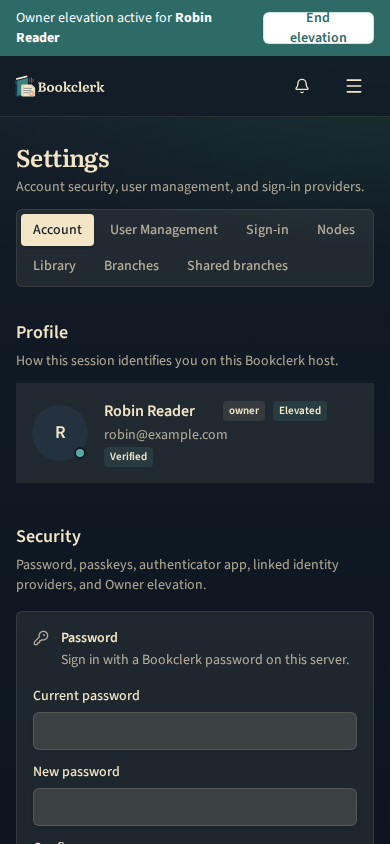 Owner elevation active for Robin
Reader
End
elevation
Bookclerk
Settings
Account security, user management, and sign-in providers.
Account User Management Sign-in Nodes
Library Branches Shared branches
Profile
How this session identifies you on this Bookclerk host.
R
Robin Reader owner Elevated
robin@example.com
Verified
Security
Password, passkeys, authenticator app, linked identity
providers, and Owner elevation.
Password
Sign in with a Bookclerk password on this server.
Current password
New password